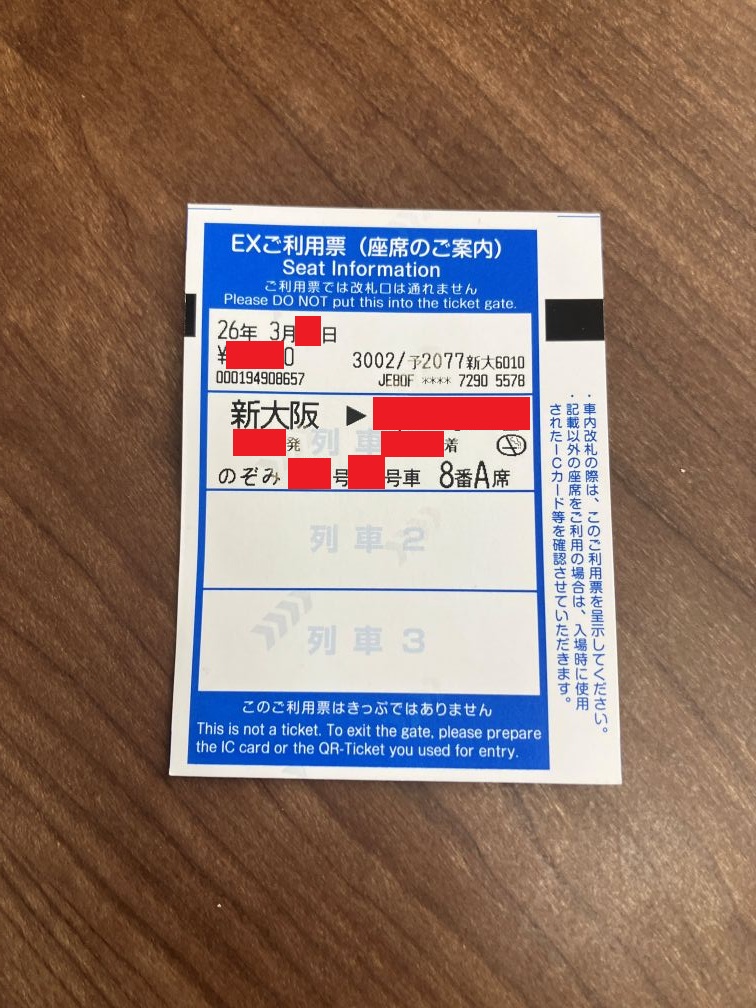 EXご利用票（座席のご案内）
Seat Information
ご利用票では改札口は通れません
Please DO NOT put this into the ticket gate.
26年 3月 日
¥ 0
3002/予2077新大6010
000194908657
JE80F **** 7290 5578
新大阪 ▶
発 着
のぞみ 号 号車 8番A席
列車2
列車3
このご利用票はきっぷではありません
This is not a ticket. To exit the gate, please prepare
the IC card or the QR-Ticket you used for entry.
・車内改札の際は、このご利用票を呈示してください。
・記載以外の座席をご利用の場合は、入場時に使用
されたICカード等を確認させていただきます。